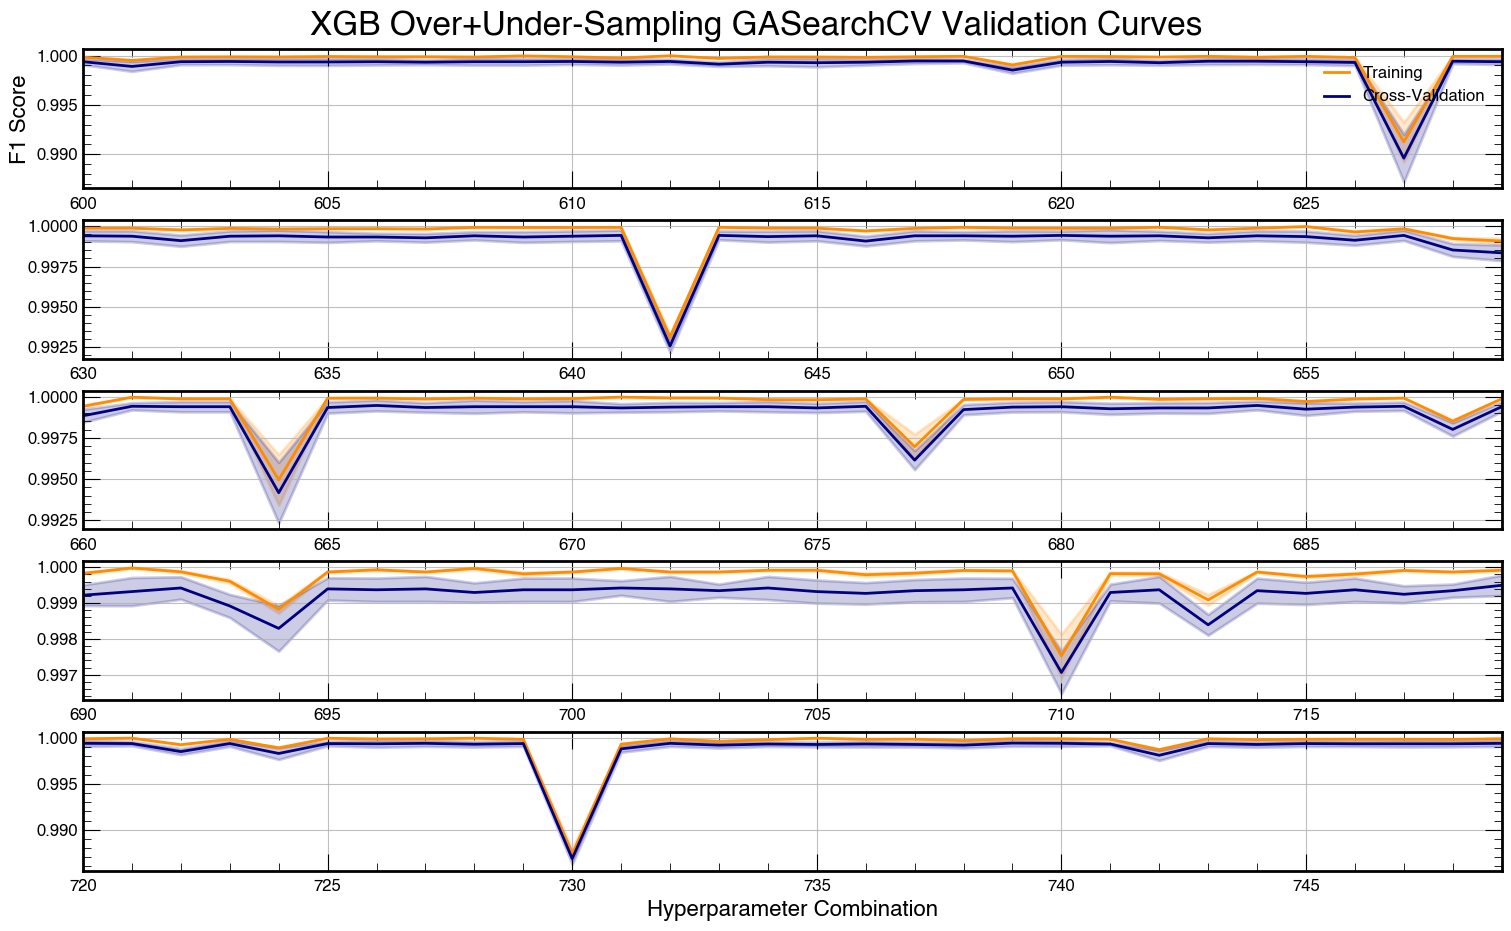 XGB Over+Under-Sampling GASearchCV Validation Curves
F1 Score
1.000
0.995
0.990
Training
Cross-Validation
600 605 610 615 620 625
1.0000
0.9975
0.9950
0.9925
630 635 640 645 650 655
1.0000
0.9975
0.9950
0.9925
660 665 670 675 680 685
1.000
0.999
0.998
0.997
690 695 700 705 710 715
1.000
0.995
0.990
720 725 730 735 740 745
Hyperparameter Combination